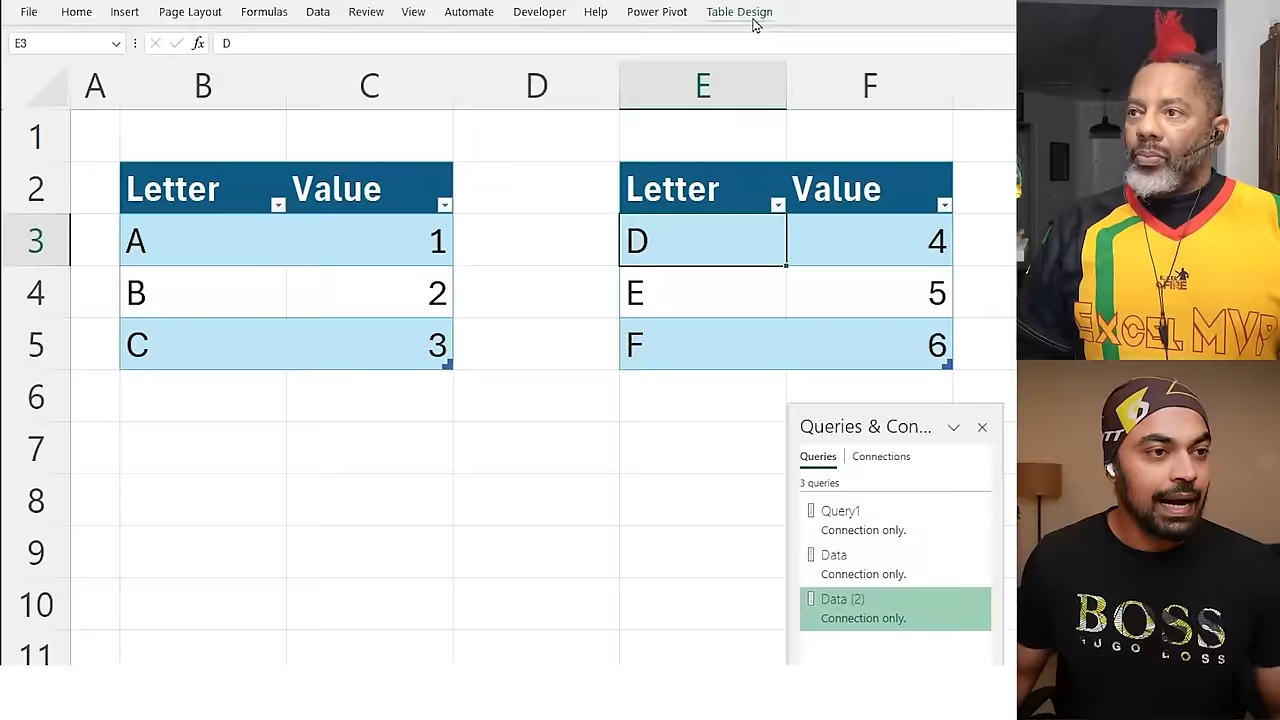 File Home Insert Page Layout Formulas Data Review View Automate Developer Help Power Pivot Table Design
E3 fx D
A B C D E F
1
2 Letter Value Letter Value
3 A 1 D 4
4 B 2 E 5
5 C 3 F 6
6
7
8
9
10
11
Queries & Con...
Queries Connections
3 queries
Query1
Connection only.
Data
Connection only.
Data (2)
Connection only.
EXCEL MVP
BOSS
HUGO BOSS